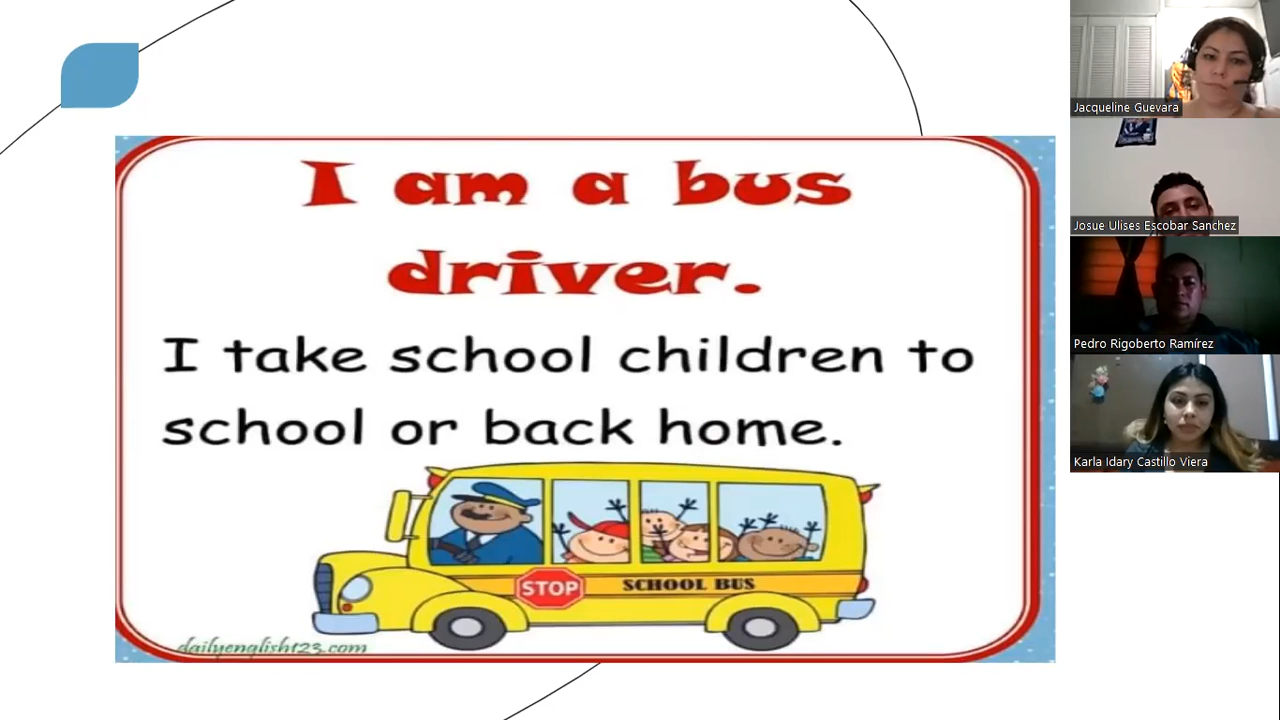 I am a bus
driver.
I take school children to
school or back home.
STOP
SCHOOL BUS
dailyenglish123.com
Jacqueline Guevara
Josue Ulises Escobar Sanchez
Pedro Rigoberto Ramírez
Karla Idary Castillo Viera